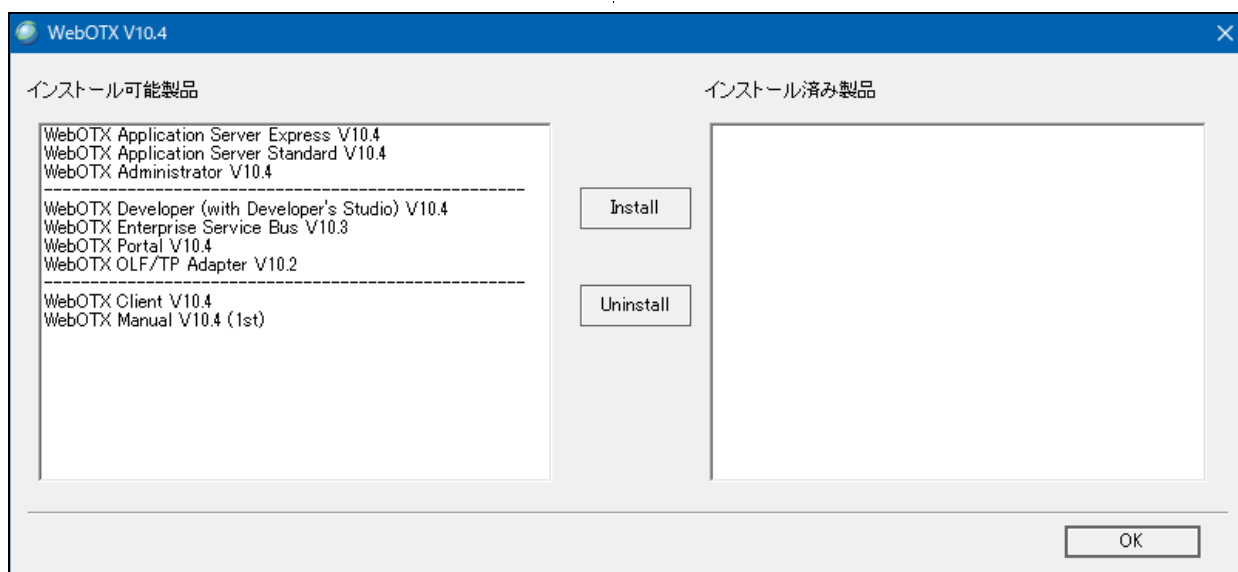 WebOTX V10.4
インストール可能製品
インストール済み製品
WebOTX Application Server Express V10.4
WebOTX Application Server Standard V10.4
WebOTX Administrator V10.4
----------------------------------------------------
WebOTX Developer (with Developer's Studio) V10.4
WebOTX Enterprise Service Bus V10.3
WebOTX Portal V10.4
WebOTX OLF/TP Adapter V10.2
----------------------------------------------------
WebOTX Client V10.4
WebOTX Manual V10.4 (1st)
Install
Uninstall
OK